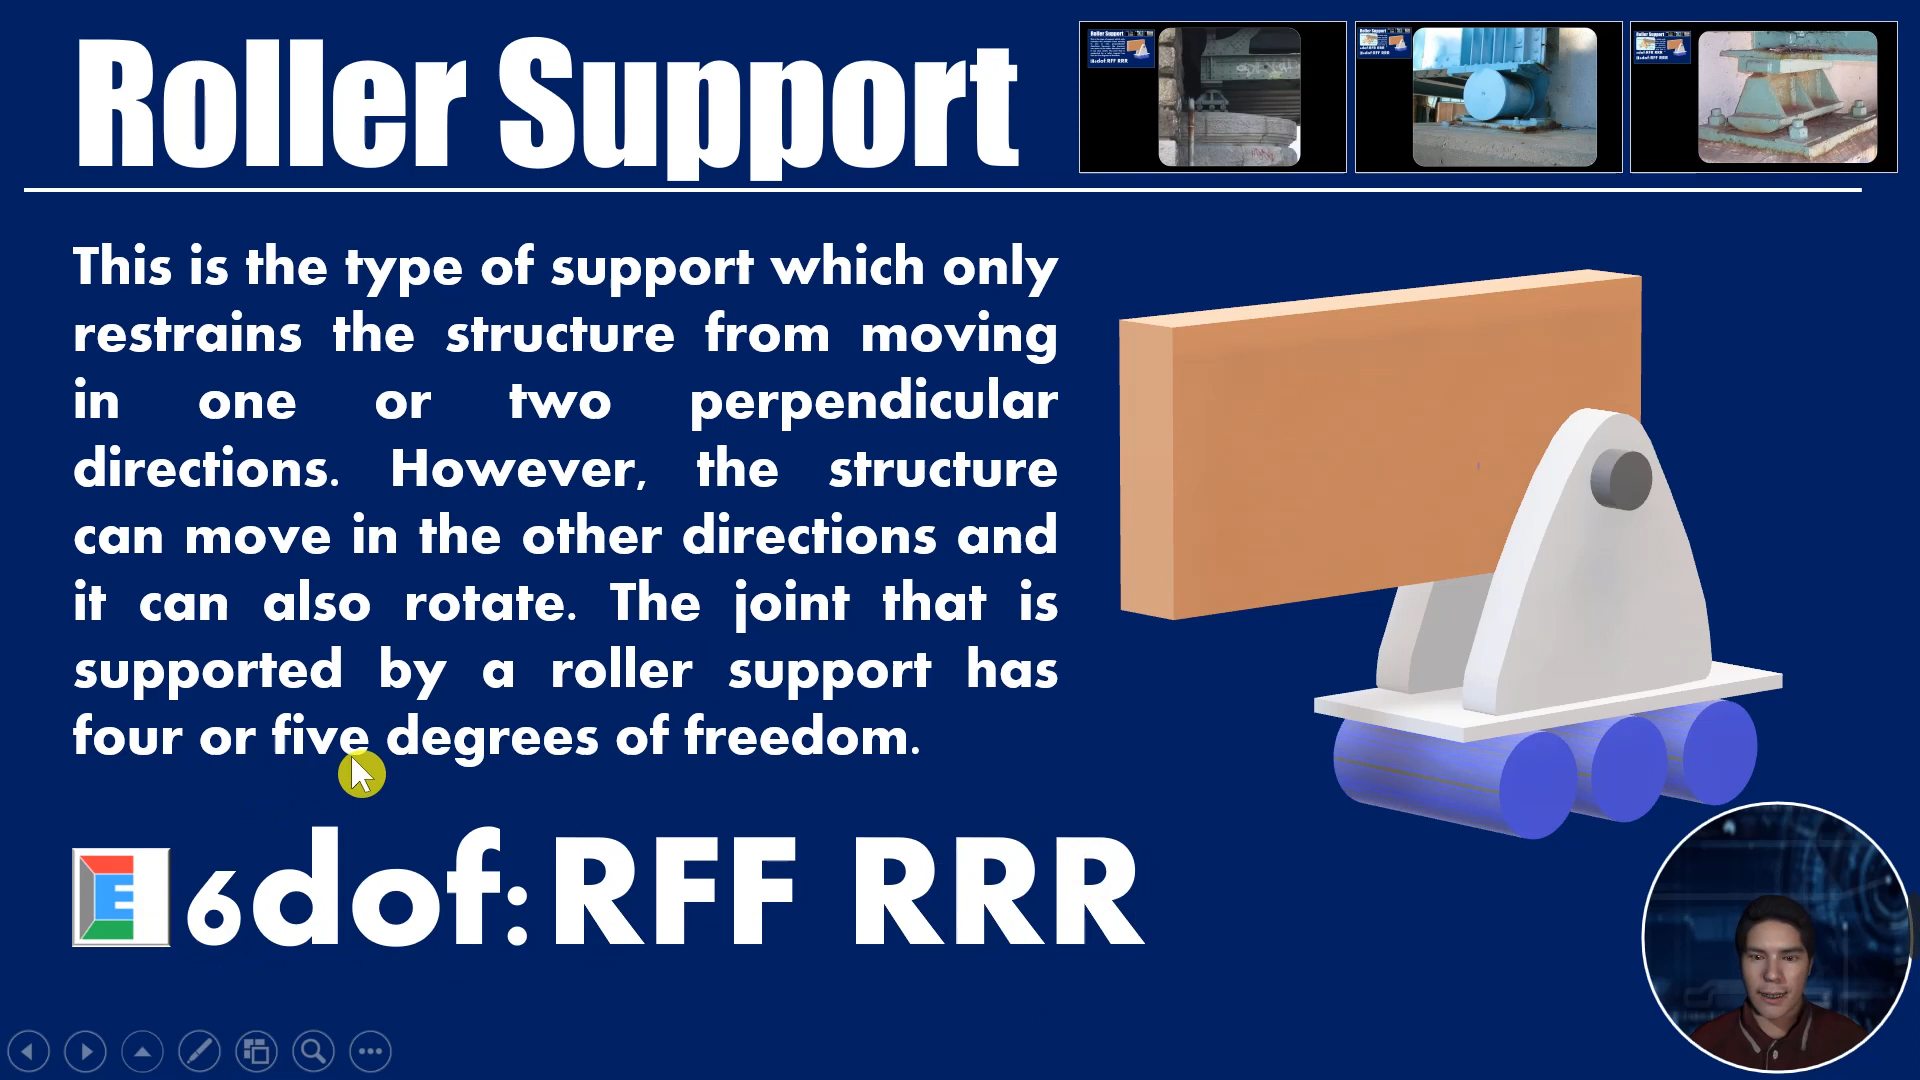 Roller Support
This is the type of support which only
restrains the structure from moving
in one or two perpendicular
directions. However, the structure
can move in the other directions and
it can also rotate. The joint that is
supported by a roller support has
four or five degrees of freedom.
E 6dof: RFF RRR